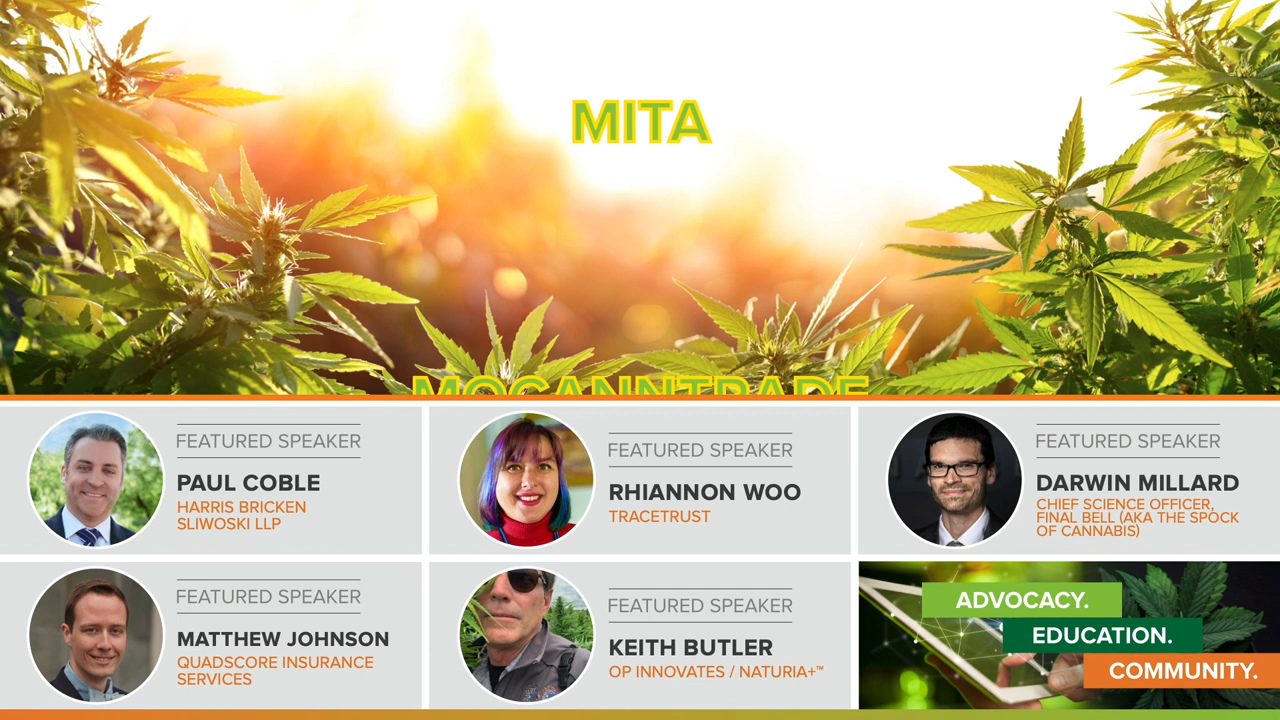 MITA
MOCANNTRADE
FEATURED SPEAKER
PAUL COBLE
HARRIS BRICKEN
SLIWOSKI LLP
FEATURED SPEAKER
RHIANNON WOO
TRACETRUST
FEATURED SPEAKER
DARWIN MILLARD
CHIEF SCIENCE OFFICER,
FINAL BELL (AKA THE SPOCK
OF CANNABIS)
FEATURED SPEAKER
MATTHEW JOHNSON
QUADSCORE INSURANCE
SERVICES
FEATURED SPEAKER
KEITH BUTLER
OP INNOVATES / NATURIA+™
ADVOCACY.
EDUCATION.
COMMUNITY.